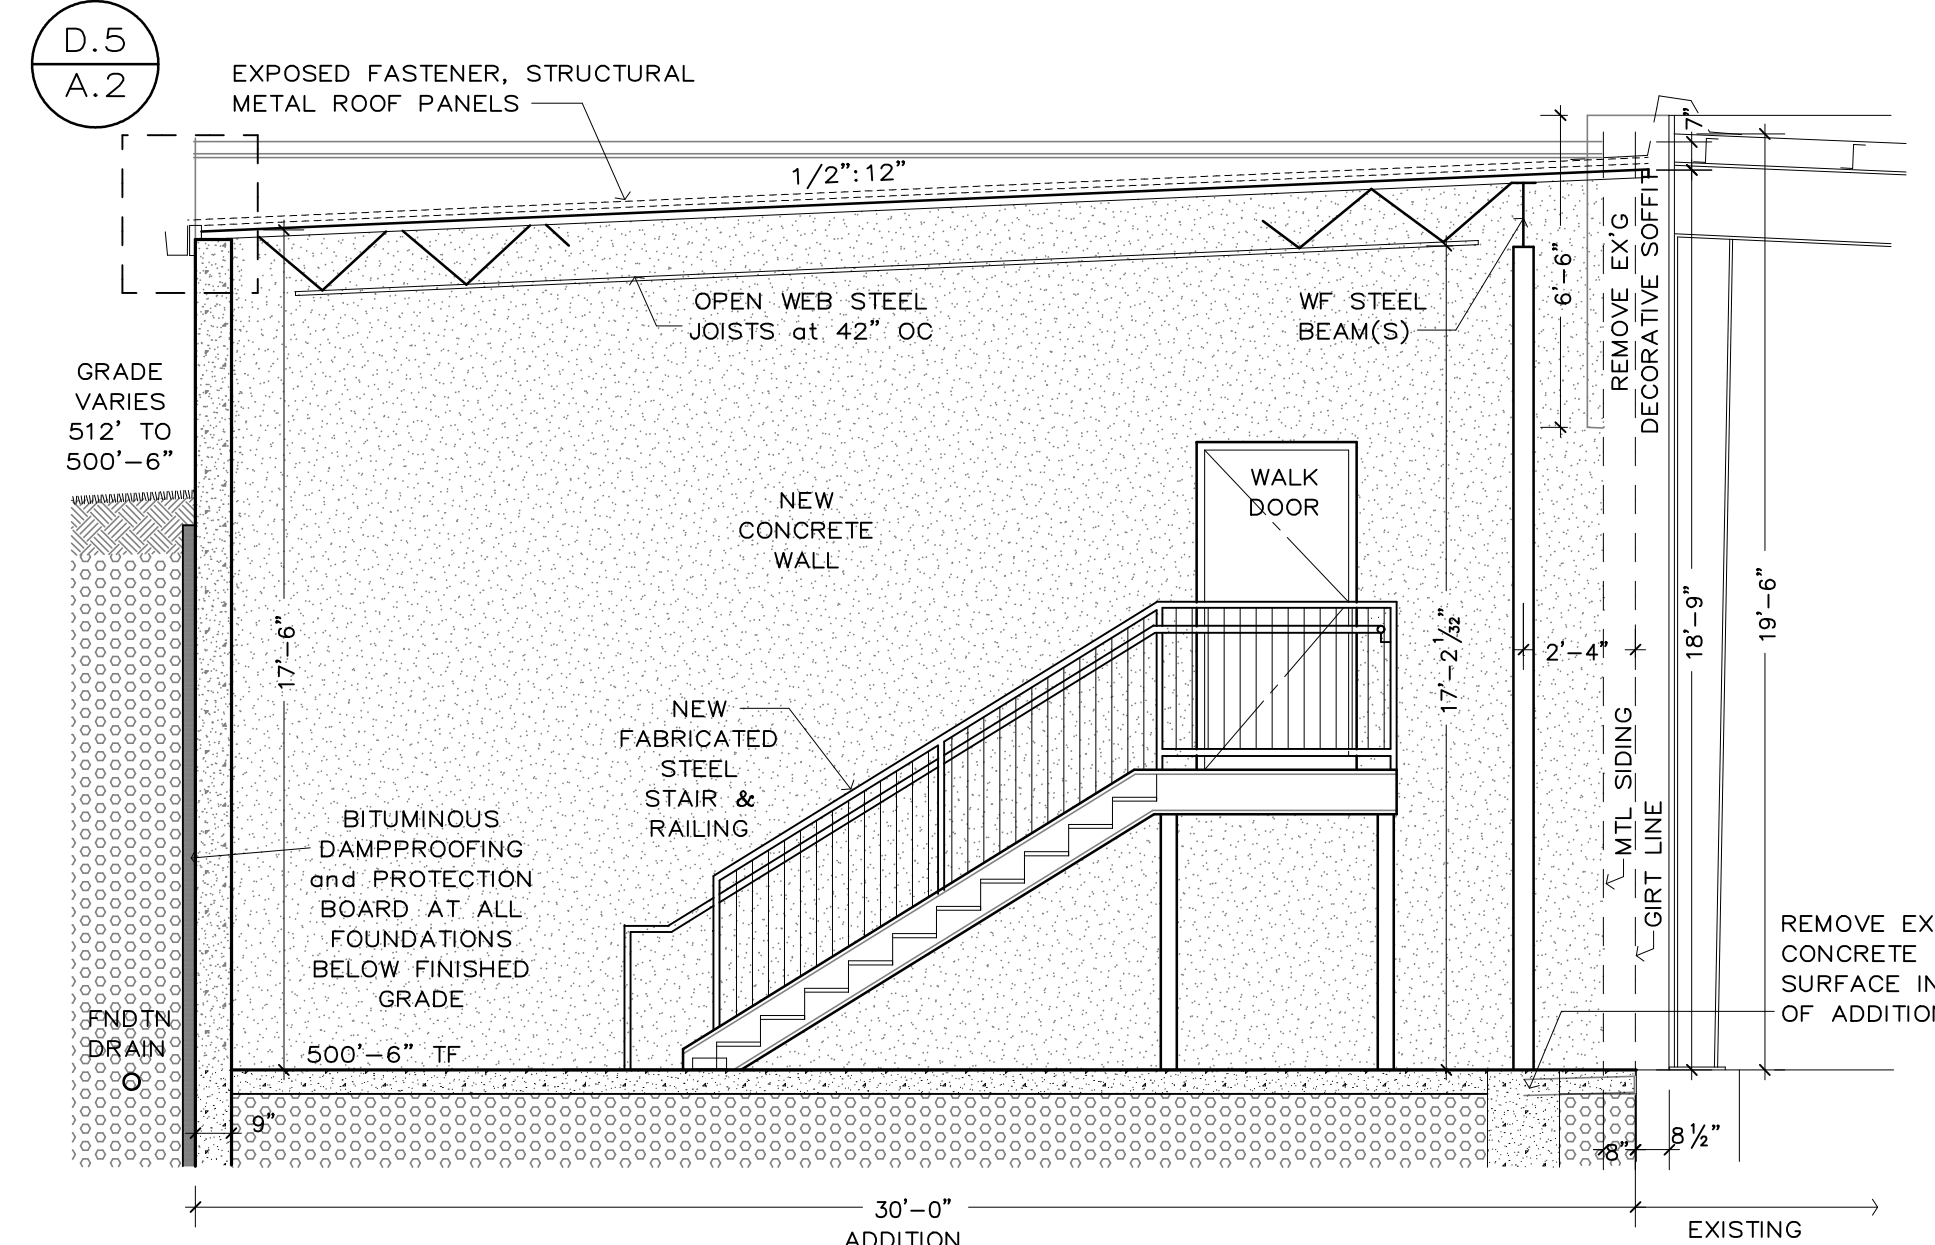 D.5
A.2
EXPOSED FASTENER, STRUCTURAL
METAL ROOF PANELS
1/2":12"
7"
OPEN WEB STEEL
JOISTS at 42" OC
WF STEEL
BEAM(S)
6'-6"
REMOVE EX'G
DECORATIVE SOFFIT
GRADE
VARIES
512' TO
500'-6"
WALK
DOOR
NEW
CONCRETE
WALL
17'-6"
17'-2 1/32"
2'-4"
18'-9"
19'-6"
NEW
FABRICATED
STEEL
STAIR &
RAILING
MTL SIDING
GIRT LINE
BITUMINOUS
DAMPPROOFING
and PROTECTION
BOARD AT ALL
FOUNDATIONS
BELOW FINISHED
GRADE
REMOVE EX
CONCRETE
SURFACE IN
OF ADDITION
FNDTN
DRAIN
500'-6" TF
9"
8"
8 1/2"
30'-0"
ADDITION
EXISTING